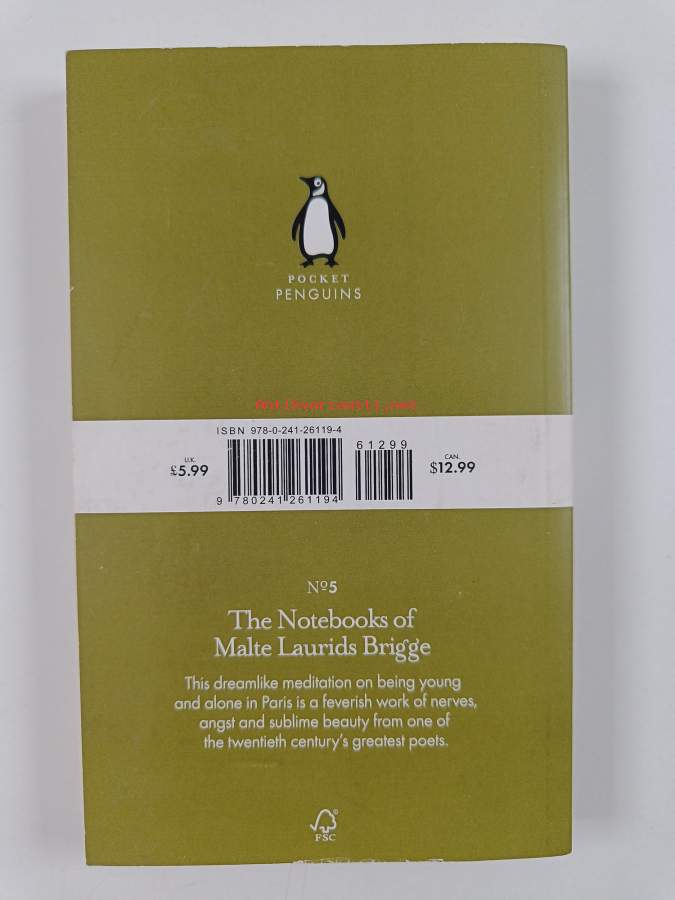 POCKET
PENGUINS
Antikvariaatti.net
ISBN 978-0-241-26119-4
61299
U.K.
£5.99
CAN.
$12.99
9 780241 261194
Nº5
The Notebooks of
Malte Laurids Brigge
This dreamlike meditation on being young
and alone in Paris is a feverish work of nerves,
angst and sublime beauty from one of
the twentieth century's greatest poets.
FSC®